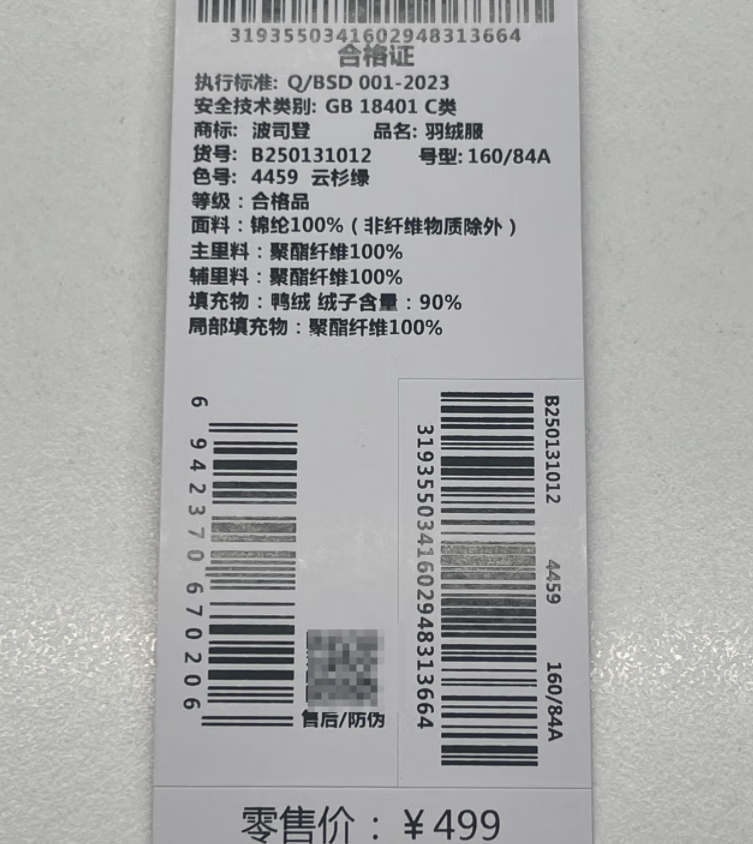 3193550341602948313664
合格证
执行标准: Q/BSD 001-2023
安全技术类别: GB 18401 C类
商标: 波司登 品名: 羽绒服
货号: B250131012 号型: 160/84A
色号: 4459 云杉绿
等级：合格品
面料：锦纶100%（非纤维物质除外）
主里料：聚酯纤维100%
辅里料：聚酯纤维100%
填充物：鸭绒 绒子含量：90%
局部填充物：聚酯纤维100%
6 942370 670206
售后/防伪
3193550341602948313664
B250131012 4459 160/84A
零售价：￥499